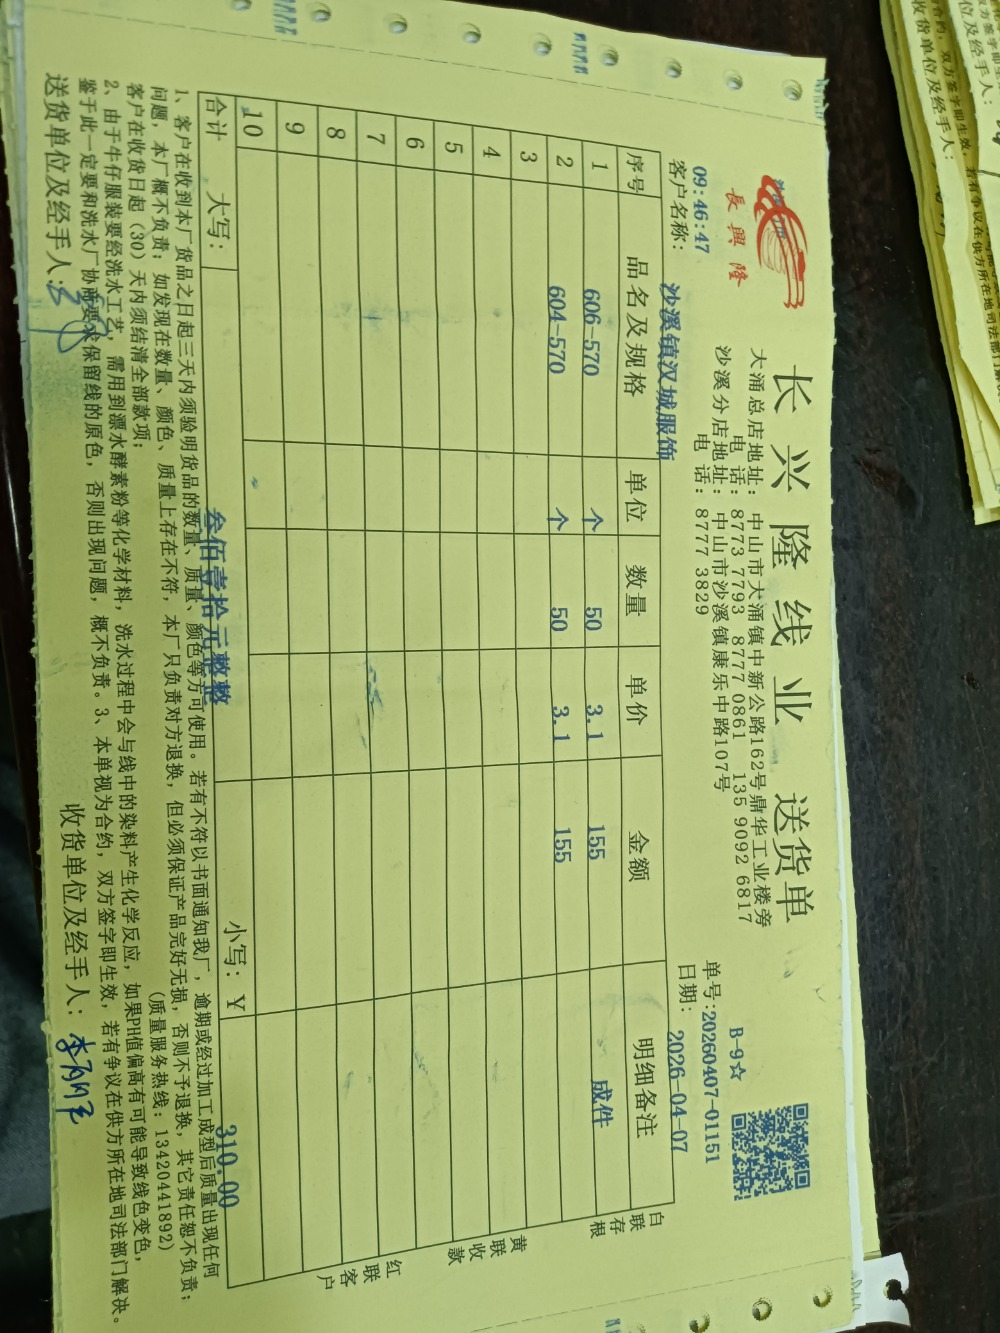 長興隆
长兴隆线业 送货单
大涌总店地址：中山市大涌镇中新公路162号鼎华工业楼旁
电 话：8773 7793 8777 0861 135 9092 6817
沙溪分店地址：中山市沙溪镇康乐中路107号
电 话：8777 3829
B-9☆
单号:20260407-01151
09:46:47
日期： 2026-04-07
客户名称： 沙溪镇汉城服饰
序号 品名及规格 单位 数量 单价 金额 明细备注
1 606-570 个 50 3.1 155 成件
2 604-570 个 50 3.1 155
3
4
5
6
7
8
9
10
合计 大写： 叁佰壹拾元整整 小写：¥ 310.00
白联存根
黄联收款
红联客户
1、客户在收到本厂货品之日起三天内须验明货品的数量、质量、颜色等方可使用。若有不符以书面通知我厂，逾期或经过加工成型后质量出现任何
问题，本厂概不负责；如发现在数量、颜色、质量上存在不符，本厂只负责对方退换，但必须保证产品完好无损，否则不予退换，其它责任恕不负责；
客户在收货日起（30）天内须结清全部款项； （质量服务热线：13420441892）
2、由于牛仔服装要经洗水工艺，需用到漂水酵素粉等化学材料，洗水过程中会与线中的染料产生化学反应，如果PH值偏高有可能导致线色变色，
鉴于此一定要和洗水厂协商要求保留线的原色，否则出现问题，概不负责。3、本单视为合约，双方签字即生效，若有争议在供方所在地司法部门解决。
送货单位及经手人： 收货单位及经手人：